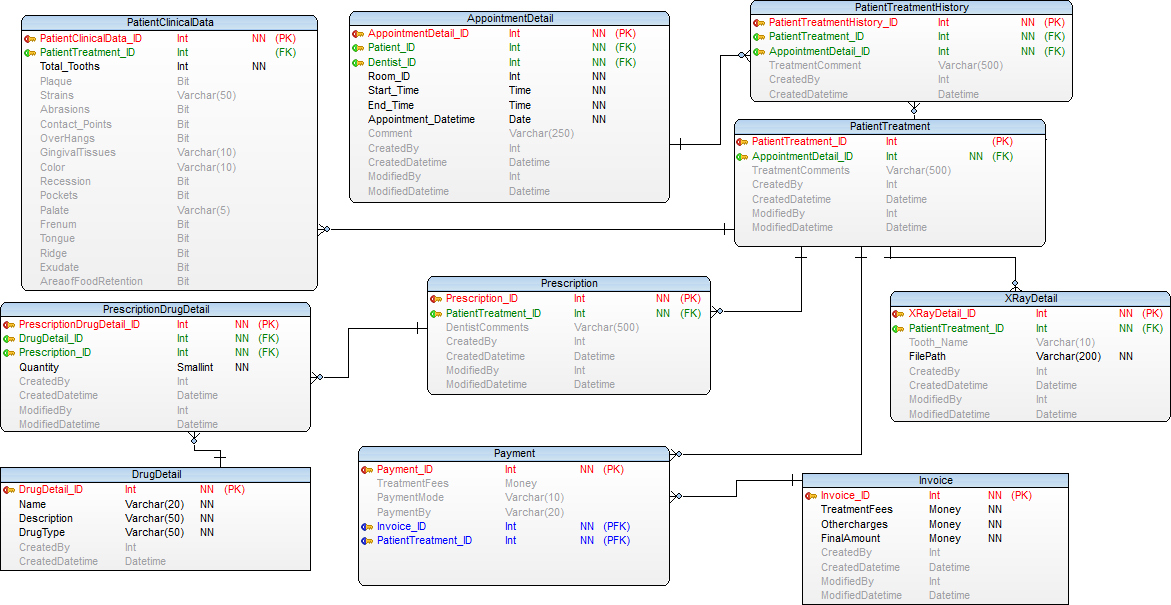 PatientClinicalData
PatientClinicalData_ID Int NN (PK)
PatientTreatment_ID Int (FK)
Total_Tooths Int NN
Plaque Bit
Strains Varchar(50)
Abrasions Bit
Contact_Points Bit
OverHangs Bit
GingivalTissues Varchar(10)
Color Varchar(10)
Recession Bit
Pockets Bit
Palate Varchar(5)
Frenum Bit
Tongue Bit
Ridge Bit
Exudate Bit
AreaofFoodRetention Bit
AppointmentDetail
AppointmentDetail_ID Int NN (PK)
Patient_ID Int NN (FK)
Dentist_ID Int NN (FK)
Room_ID Int NN
Start_Time Time NN
End_Time Time NN
Appointment_Datetime Date NN
Comment Varchar(250)
CreatedBy Int
CreatedDatetime Datetime
ModifiedBy Int
ModifiedDatetime Datetime
PatientTreatmentHistory
PatientTreatmentHistory_ID Int NN (PK)
PatientTreatment_ID Int NN (FK)
AppointmentDetail_ID Int NN (FK)
TreatmentComment Varchar(500)
CreatedBy Int
CreatedDatetime Datetime
PatientTreatment
PatientTreatment_ID Int (PK)
AppointmentDetail_ID Int NN (FK)
TreatmentComments Varchar(500)
CreatedBy Int
CreatedDatetime Datetime
ModifiedBy Int
ModifiedDatetime Datetime
PrescriptionDrugDetail
PrescriptionDrugDetail_ID Int NN (PK)
DrugDetail_ID Int NN (FK)
Prescription_ID Int NN (FK)
Quantity Smallint NN
CreatedBy Int
CreatedDatetime Datetime
ModifiedBy Int
ModifiedDatetime Datetime
Prescription
Prescription_ID Int NN (PK)
PatientTreatment_ID Int NN (FK)
DentistComments Varchar(500)
CreatedBy Int
CreatedDatetime Datetime
ModifiedBy Int
ModifiedDatetime Datetime
XRayDetail
XRayDetail_ID Int NN (PK)
PatientTreatment_ID Int NN (FK)
Tooth_Name Varchar(10)
FilePath Varchar(200) NN
CreatedBy Int
CreatedDatetime Datetime
ModifiedBy Int
ModifiedDatetime Datetime
DrugDetail
DrugDetail_ID Int NN (PK)
Name Varchar(20) NN
Description Varchar(50) NN
DrugType Varchar(50) NN
CreatedBy Int
CreatedDatetime Datetime
Payment
Payment_ID Int NN (PK)
TreatmentFees Money
PaymentMode Varchar(10)
PaymentBy Varchar(20)
Invoice_ID Int NN (PFK)
PatientTreatment_ID Int NN (PFK)
Invoice
Invoice_ID Int NN (PK)
TreatmentFees Money NN
Othercharges Money NN
FinalAmount Money NN
CreatedBy Int
CreatedDatetime Datetime
ModifiedBy Int
ModifiedDatetime Datetime